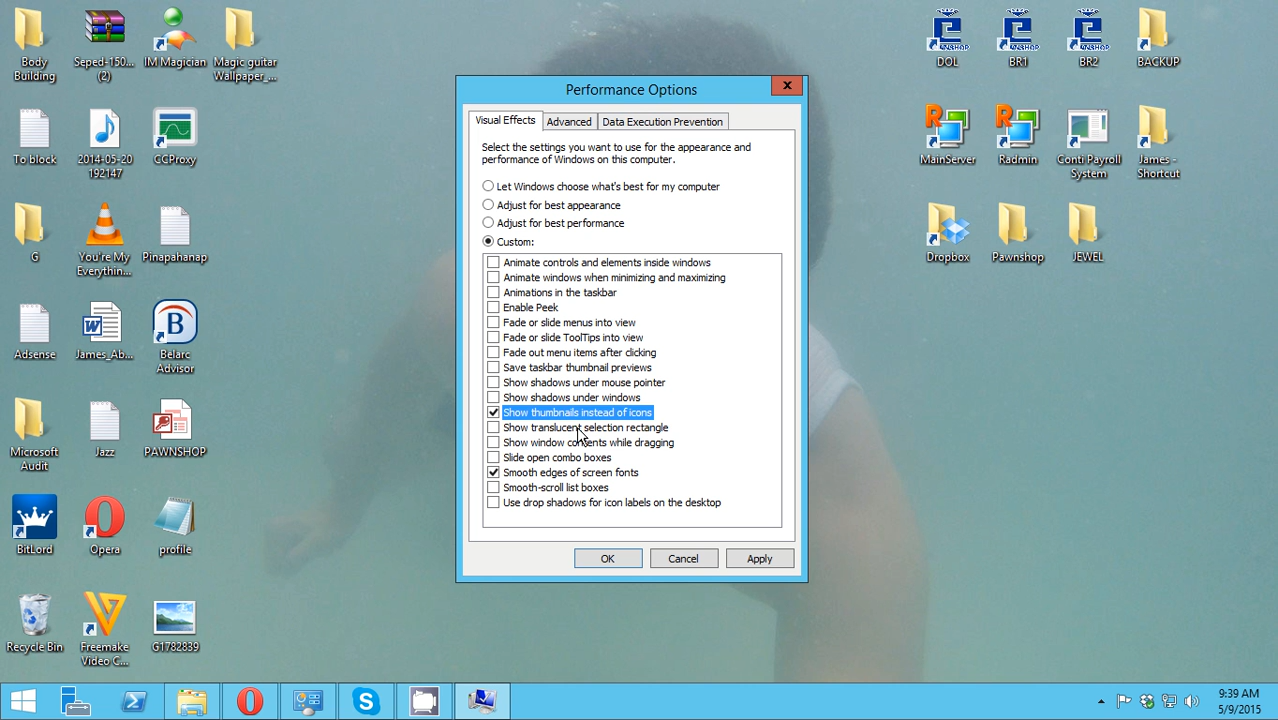 Body
Building
Seped-150...
(2)
IM Magician
Magic guitar
Wallpaper_...
DOL
BR1
BR2
BACKUP
To block
2014-05-20
192147
CCProxy
MainServer
Radmin
Conti Payroll
System
James -
Shortcut
G
You're My
Everythin...
Pinapahanap
Dropbox
Pawnshop
JEWEL
Adsense
James_Ab...
Belarc
Advisor
Microsoft
Audit
Jazz
PAWNSHOP
BitLord
Opera
profile
Recycle Bin
Freemake
Video C...
G1782839
Performance Options
Visual Effects
Advanced
Data Execution Prevention
Select the settings you want to use for the appearance and
performance of Windows on this computer.
Let Windows choose what's best for my computer
Adjust for best appearance
Adjust for best performance
Custom:
Animate controls and elements inside windows
Animate windows when minimizing and maximizing
Animations in the taskbar
Enable Peek
Fade or slide menus into view
Fade or slide ToolTips into view
Fade out menu items after clicking
Save taskbar thumbnail previews
Show shadows under mouse pointer
Show shadows under windows
Show thumbnails instead of icons
Show translucent selection rectangle
Show window contents while dragging
Slide open combo boxes
Smooth edges of screen fonts
Smooth-scroll list boxes
Use drop shadows for icon labels on the desktop
OK
Cancel
Apply
9:39 AM
5/9/2015